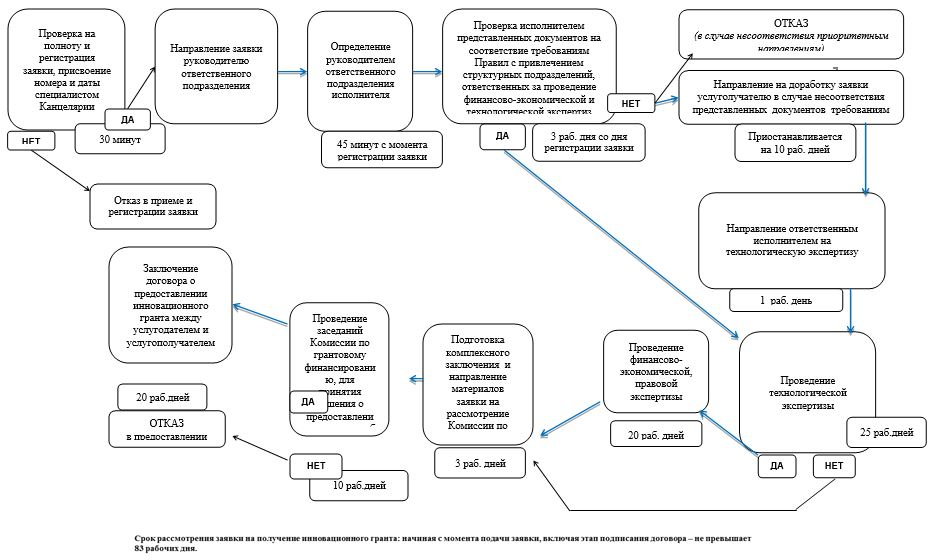 Проверка на
полноту и
регистрация
заявки, присвоение
номера и даты
специалистом
Канцелярии
ДА
НЕТ
30 минут
Отказ в приеме и
регистрации заявки
Направление заявки
руководителю
ответственного
подразделения
Определение
руководителем
ответственного
подразделения
исполнителя
45 минут с момента
регистрации заявки
Проверка исполнителем
представленных документов на
соответствие требованиям
Правил с привлечением
структурных подразделений,
ответственных за проведение
финансово-экономической и
технологической экспертиз
НЕТ
ДА
3 раб. дня со дня
регистрации заявки
ОТКАЗ
(в случае несоответствия приоритетным
направлениям)
Направление на доработку заявки
услугополучателю в случае несоответствия
представленных документов требованиям
Приостанавливается
на 10 раб. дней
Направление ответственным
исполнителем на
технологическую экспертизу
1 раб. день
Проведение
технологической
экспертизы
25 раб.дней
ДА
НЕТ
Проведение
финансово-
экономической,
правовой
экспертизы
20 раб. дней
Подготовка
комплексного
заключения и
направление
материалов
заявки на
рассмотрение
Комиссии по
3 раб. дней
Проведение
заседаний
Комиссии по
грантовому
финансировани
ю, для
предоставлени
ДА
НЕТ
10 раб.дней
Заключение
договора о
предоставлении
инновационного
гранта между
услугодателем и
услугополучателем
20 раб.дней
ОТКАЗ
в предоставлении
Срок рассмотрения заявки на получение инновационного гранта: начиная с момента подачи заявки, включая этап подписания договора – не превышает
83 рабочих дня.